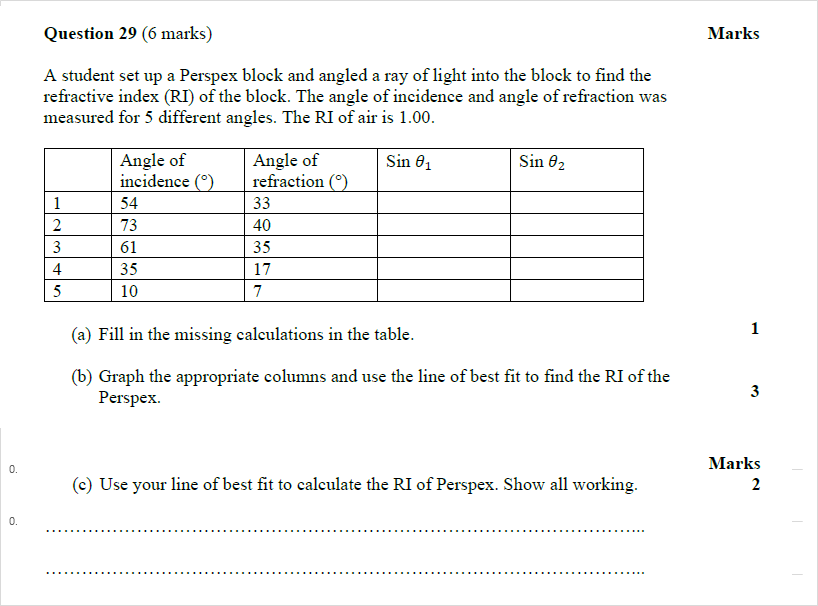 Question 29 (6 marks) Marks
A student set up a Perspex block and angled a ray of light into the block to find the
refractive index (RI) of the block. The angle of incidence and angle of refraction was
measured for 5 different angles. The RI of air is 1.00.
Angle of incidence (°) Angle of refraction (°) Sin θ₁ Sin θ₂
1 54 33
2 73 40
3 61 35
4 35 17
5 10 7
(a) Fill in the missing calculations in the table. 1
(b) Graph the appropriate columns and use the line of best fit to find the RI of the
Perspex. 3
Marks
0.
(c) Use your line of best fit to calculate the RI of Perspex. Show all working. 2
0.